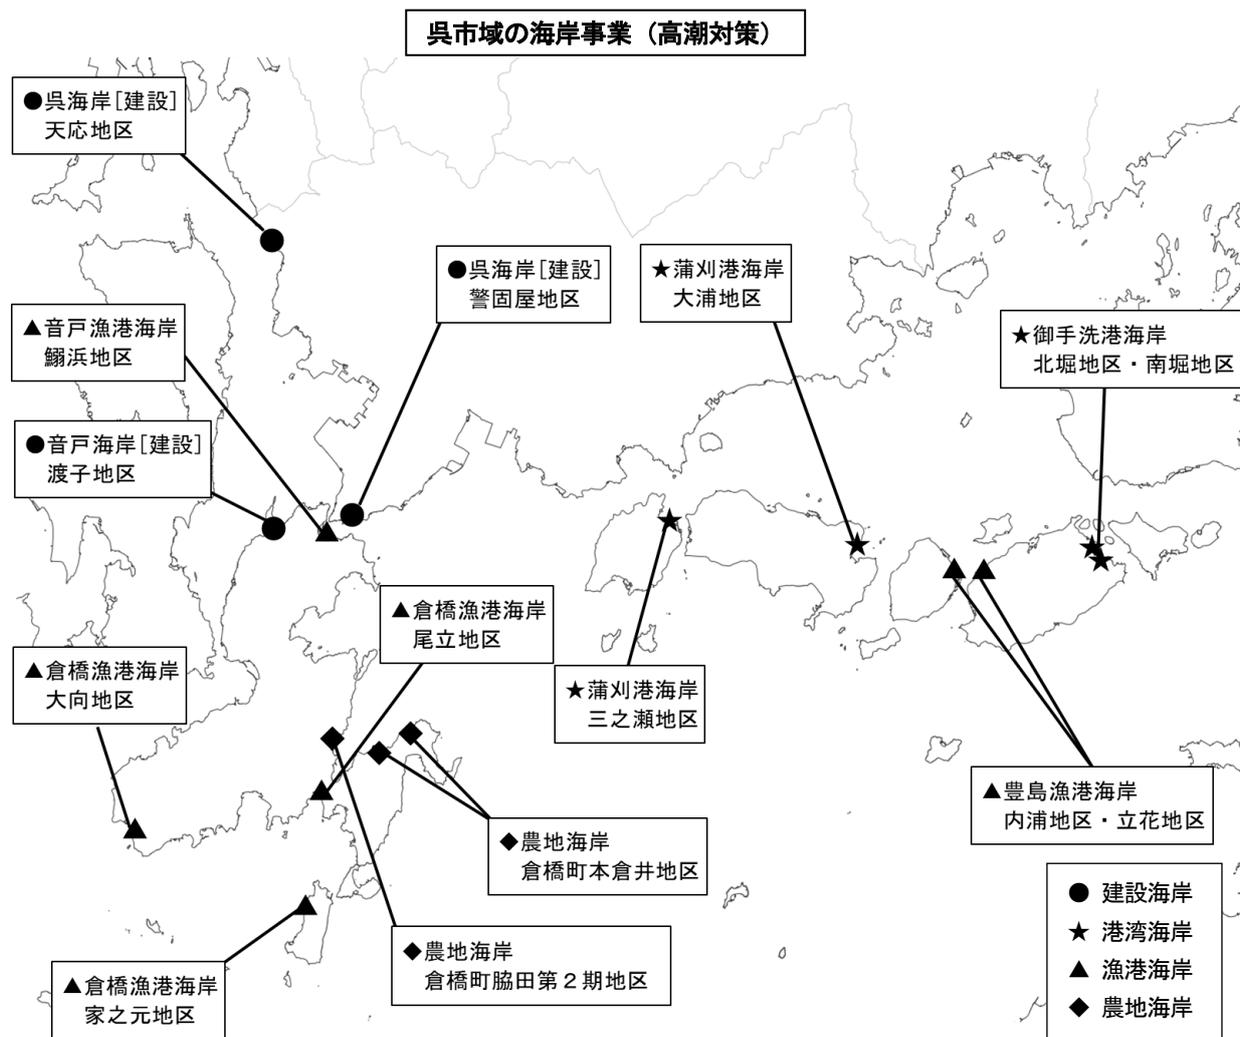 呉市域の海岸事業（高潮対策）
●呉海岸［建設］
天応地区
●呉海岸［建設］
警固屋地区
★蒲刈港海岸
大浦地区
▲音戸漁港海岸
鰯浜地区
★御手洗港海岸
北堀地区・南堀地区
●音戸海岸［建設］
渡子地区
▲倉橋漁港海岸
尾立地区
▲倉橋漁港海岸
大向地区
★蒲刈港海岸
三之瀬地区
▲豊島漁港海岸
内浦地区・立花地区
◆農地海岸
倉橋町本倉井地区
◆農地海岸
倉橋町脇田第２期地区
▲倉橋漁港海岸
家之元地区
● 建設海岸
★ 港湾海岸
▲ 漁港海岸
◆ 農地海岸